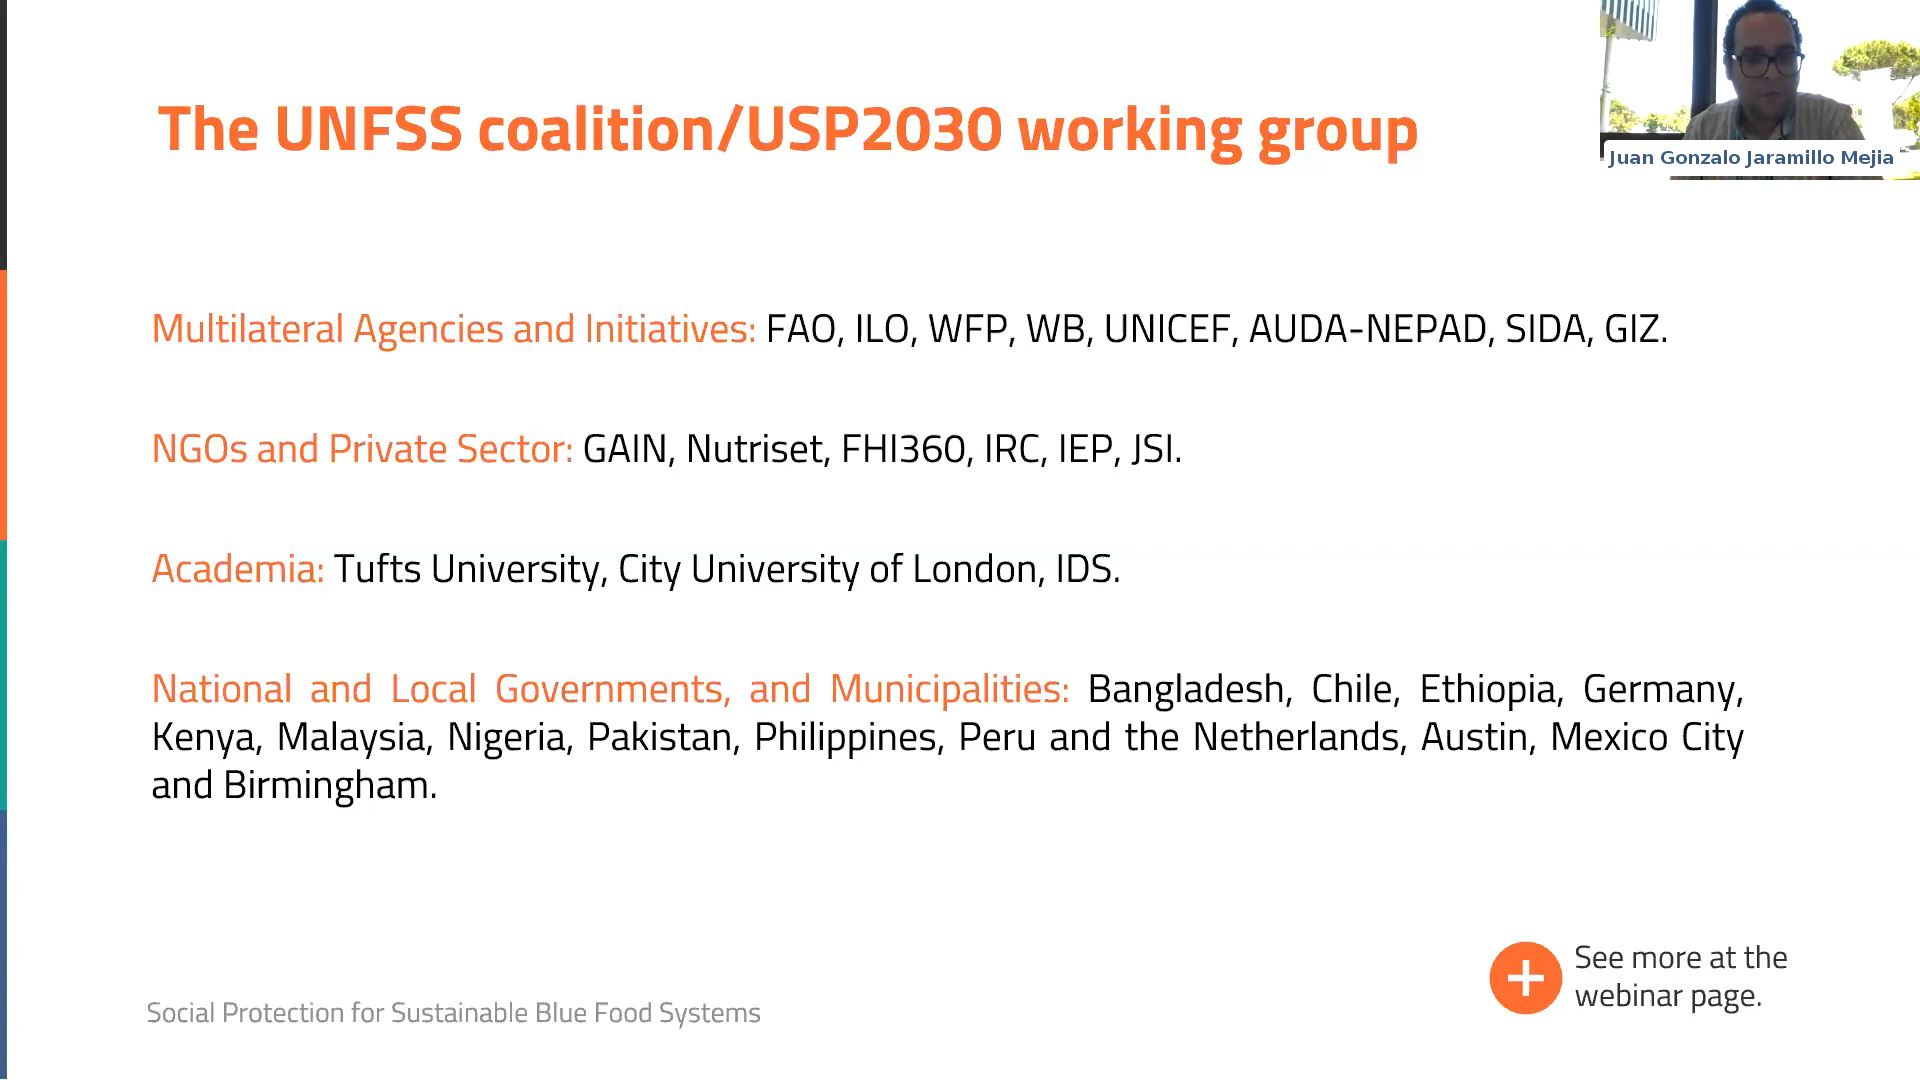 The UNFSS coalition/USP2030 working group
Juan Gonzalo Jaramillo Mejia
Multilateral Agencies and Initiatives: FAO, ILO, WFP, WB, UNICEF, AUDA-NEPAD, SIDA, GIZ.
NGOs and Private Sector: GAIN, Nutriset, FHI360, IRC, IEP, JSI.
Academia: Tufts University, City University of London, IDS.
National and Local Governments, and Municipalities: Bangladesh, Chile, Ethiopia, Germany,
Kenya, Malaysia, Nigeria, Pakistan, Philippines, Peru and the Netherlands, Austin, Mexico City
and Birmingham.
See more at the
webinar page.
Social Protection for Sustainable Blue Food Systems